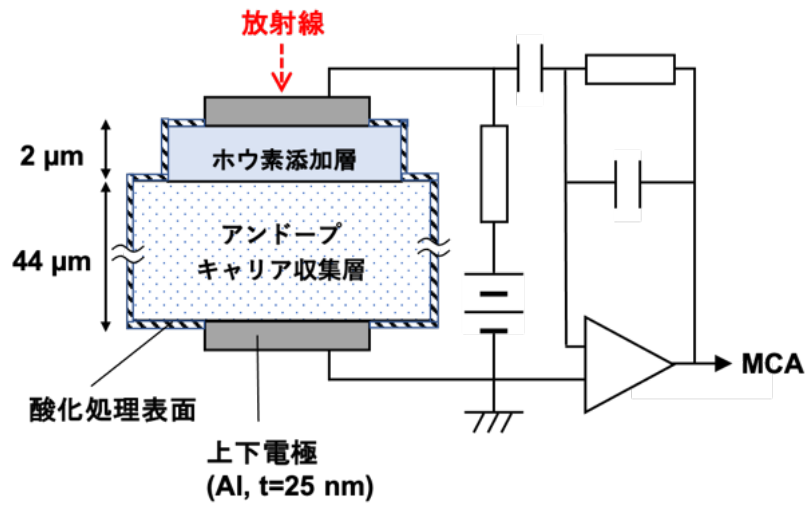 放射線
2 μm
ホウ素添加層
44 μm
アンドープ
キャリア収集層
MCA
酸化処理表面
上下電極
(Al, t=25 nm)